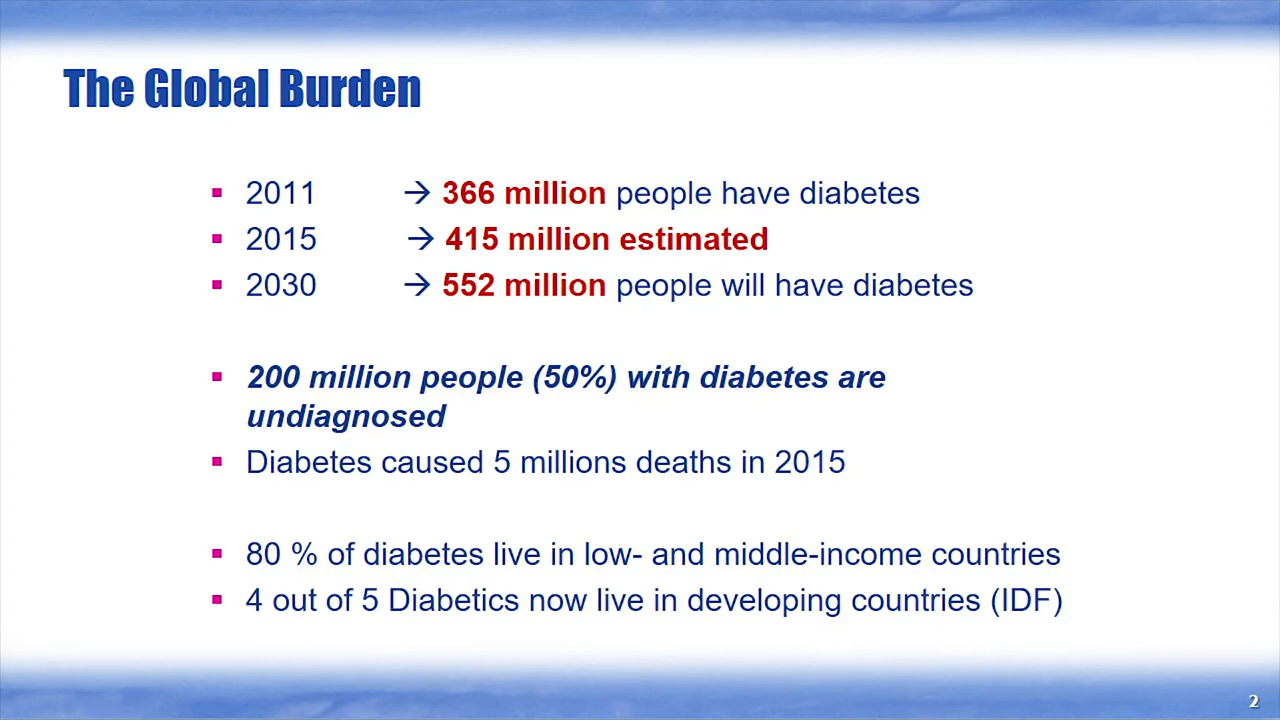 The Global Burden
▪ 2011 → 366 million people have diabetes
▪ 2015 → 415 million estimated
▪ 2030 → 552 million people will have diabetes
▪ 200 million people (50%) with diabetes are
undiagnosed
▪ Diabetes caused 5 millions deaths in 2015
▪ 80 % of diabetes live in low- and middle-income countries
▪ 4 out of 5 Diabetics now live in developing countries (IDF)
2